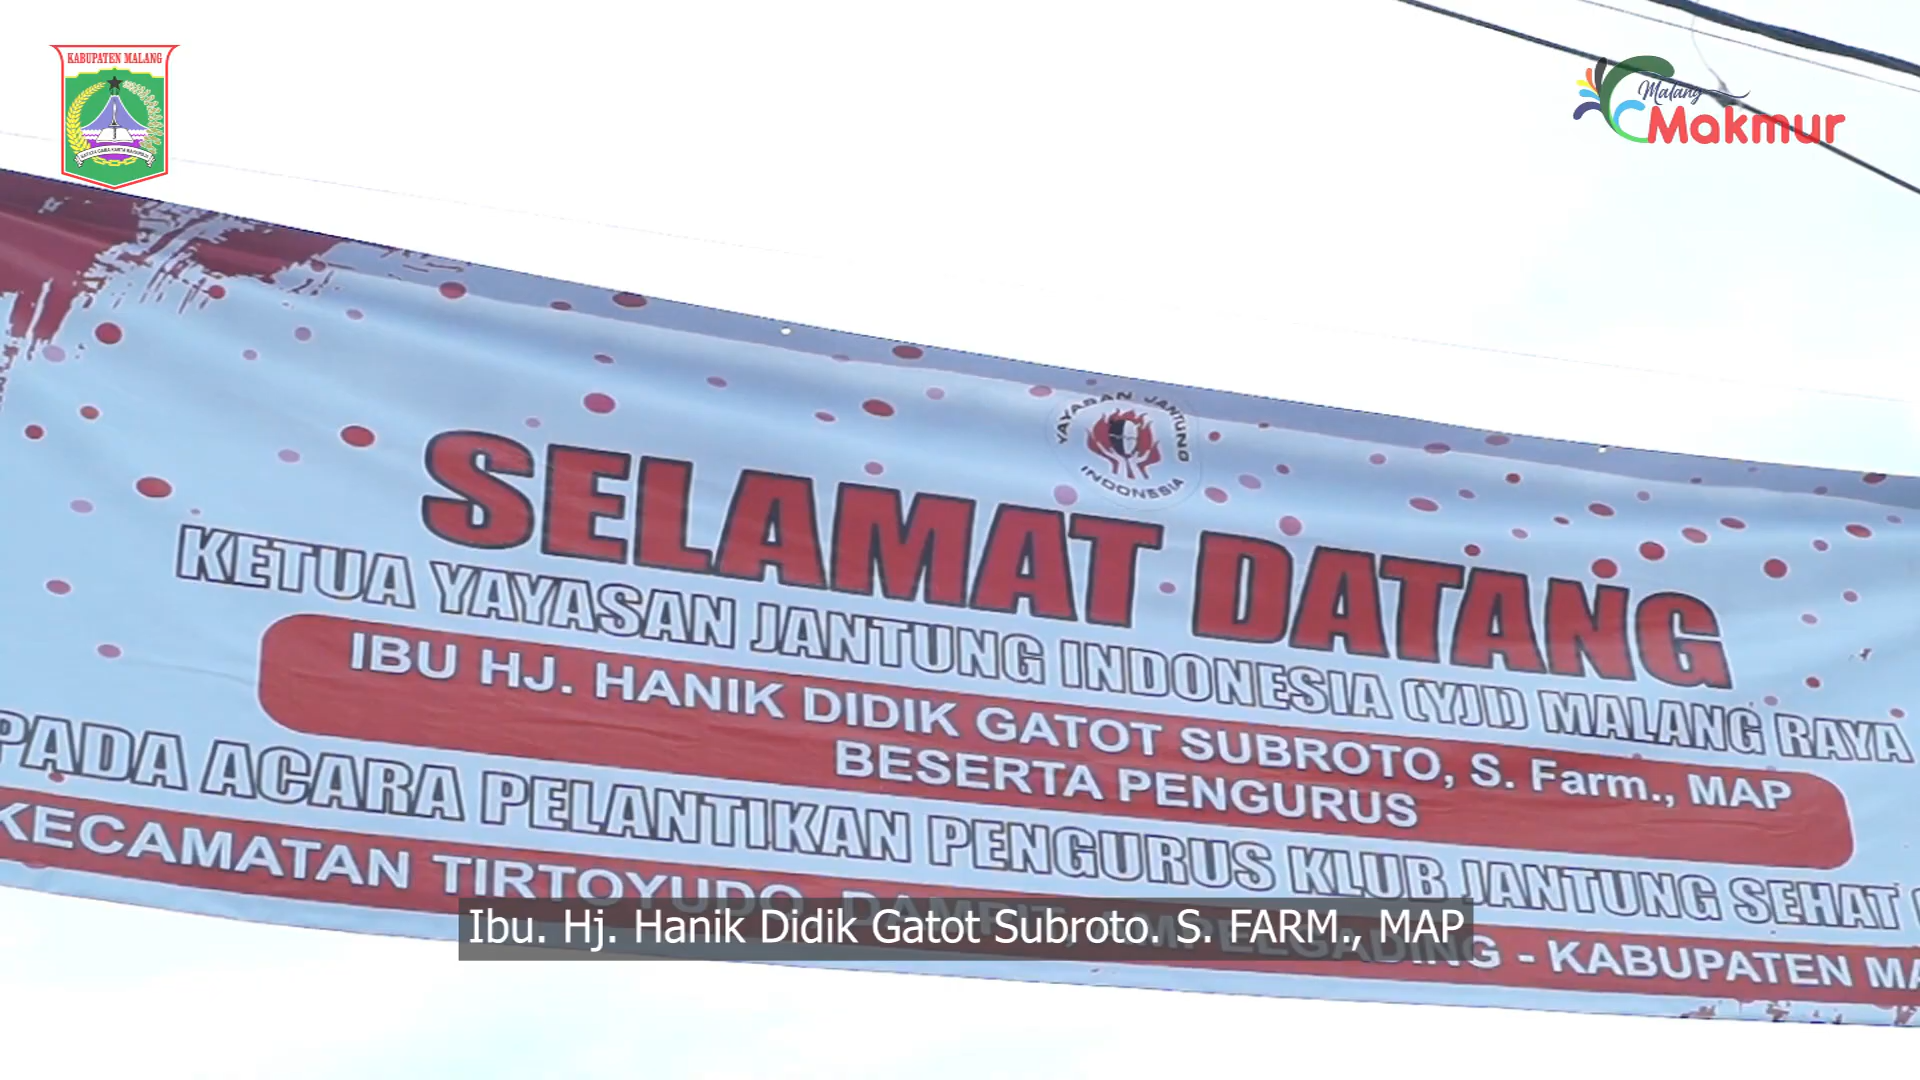 KABUPATEN MALANG
Malang
Makmur
YAYASAN JANTUNG
INDONESIA
SELAMAT DATANG
KETUA YAYASAN JANTUNG INDONESIA (YJI) MALANG RAYA
IBU HJ. HANIK DIDIK GATOT SUBROTO, S. Farm., MAP
BESERTA PENGURUS
PADA ACARA PELANTIKAN PENGURUS KLUB JANTUNG SEHAT
KECAMATAN TIRTOYUDO, DAMPIT, AMPELGADING - KABUPATEN
Ibu. Hj. Hanik Didik Gatot Subroto. S. FARM., MAP